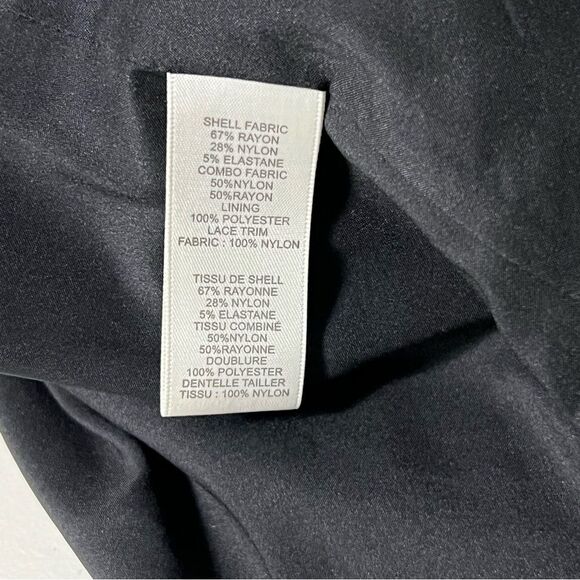 SHELL FABRIC
67% RAYON
28% NYLON
5% ELASTANE
COMBO FABRIC
50%NYLON
50%RAYON
LINING
100% POLYESTER
LACE TRIM
FABRIC : 100% NYLON
TISSU DE SHELL
67% RAYONNE
28% NYLON
5% ELASTANE
TISSU COMBINÉ
50%NYLON
50%RAYONNE
DOUBLURE
100% POLYESTER
DENTELLE TAILLER
TISSU : 100% NYLON